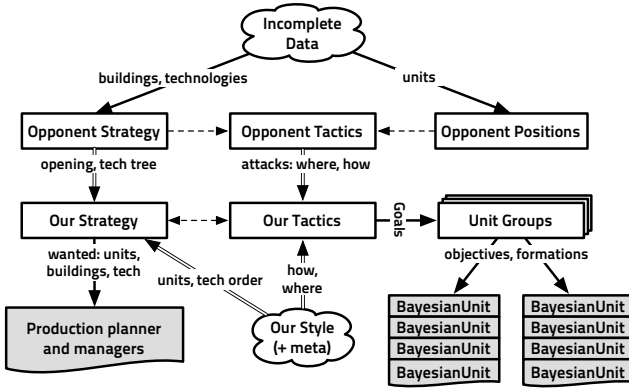 Incomplete
Data
buildings, technologies
units
Opponent Strategy
Opponent Tactics
Opponent Positions
opening, tech tree
attacks: where, how
Our Strategy
Our Tactics
Goals
Unit Groups
wanted: units,
buildings, tech
units, tech order
how,
where
objectives, formations
Production planner
and managers
Our Style
(+ meta)
BayesianUnit
BayesianUnit
BayesianUnit
BayesianUnit
BayesianUnit
BayesianUnit
BayesianUnit
BayesianUnit